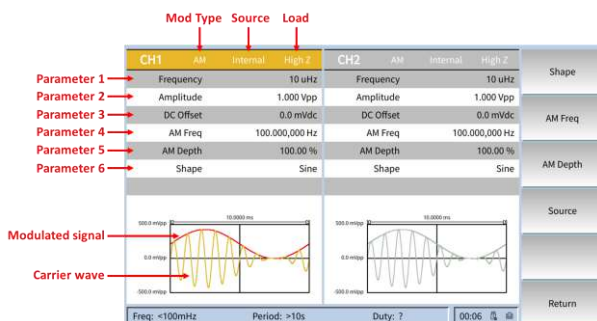 Mod Type Source Load
CH1 AM Internal High Z CH2 AM Internal High Z Shape
Parameter 1 Frequency 10 uHz Frequency 10 uHz
Parameter 2 Amplitude 1.000 Vpp Amplitude 1.000 Vpp
Parameter 3 DC Offset 0.0 mVdc DC Offset 0.0 mVdc AM Freq
Parameter 4 AM Freq 100.000,000 Hz AM Freq 100.000,000 Hz
Parameter 5 AM Depth 100.00 % AM Depth 100.00 % AM Depth
Parameter 6 Shape Sine Shape Sine
Source
10.0000 ms 10.0000 ms
500.0 mVpp 500.0 mVpp
Modulated signal
0.0 mVpp 0.0 mVpp
Carrier wave
-500.0 mVpp -500.0 mVpp
Return
Freq: <100mHz Period: >10s Duty: ? 00:06